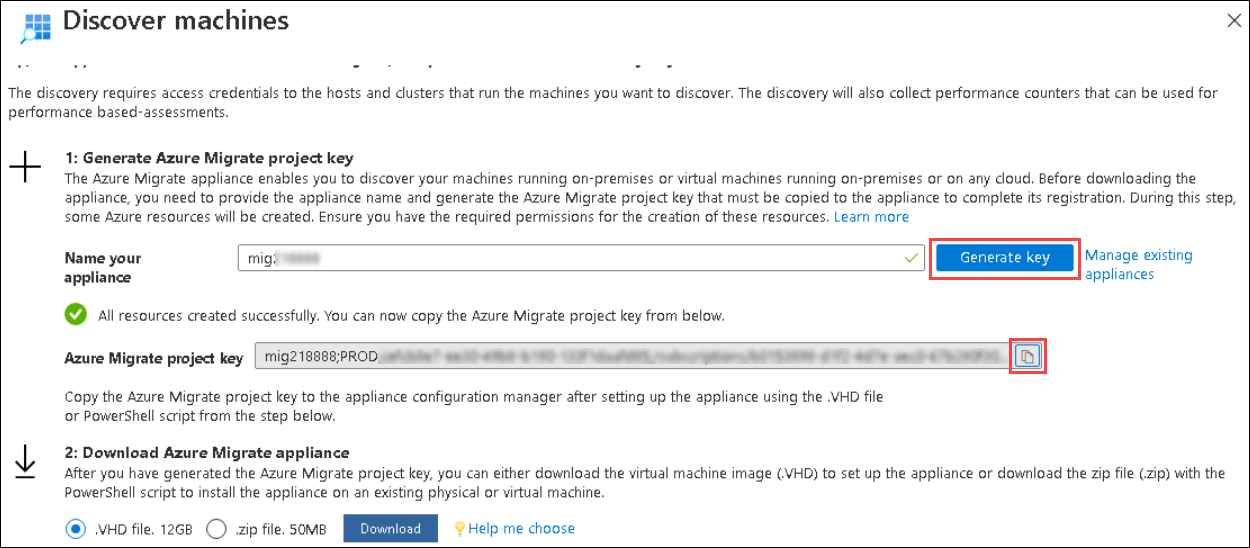 Discover machines
The discovery requires access credentials to the hosts and clusters that run the machines you want to discover. The discovery will also collect performance counters that can be used for
performance based-assessments.
1: Generate Azure Migrate project key
The Azure Migrate appliance enables you to discover your machines running on-premises or virtual machines running on-premises or on any cloud. Before downloading the
appliance, you need to provide the appliance name and generate the Azure Migrate project key that must be copied to the appliance to complete its registration. During this step,
some Azure resources will be created. Ensure you have the required permissions for the creation of these resources. Learn more
Name your
appliance
mig
Generate key
Manage existing
appliances
All resources created successfully. You can now copy the Azure Migrate project key from below.
Azure Migrate project key mig218888;PROD
Copy the Azure Migrate project key to the appliance configuration manager after setting up the appliance using the .VHD file
or PowerShell script from the step below.
2: Download Azure Migrate appliance
After you have generated the Azure Migrate project key, you can either download the virtual machine image (.VHD) to set up the appliance or download the zip file (.zip) with the
PowerShell script to install the appliance on an existing physical or virtual machine.
.VHD file. 12GB .zip file. 50MB Download Help me choose